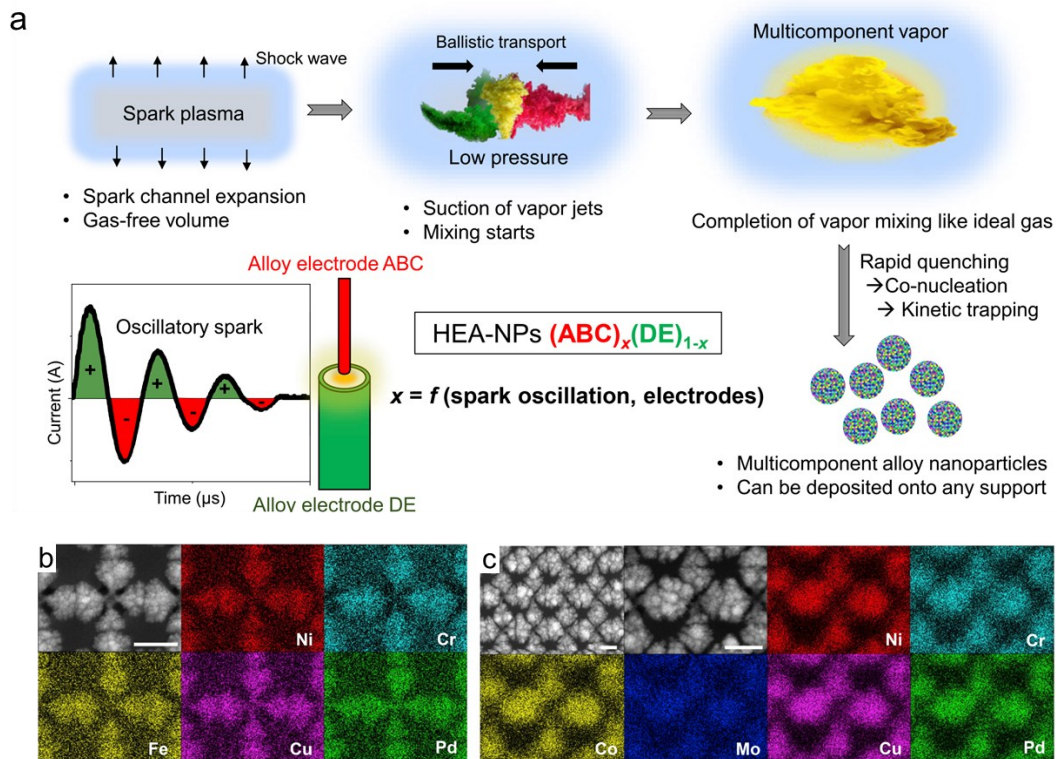 a
Shock wave
Spark plasma
• Spark channel expansion
• Gas-free volume
Ballistic transport
Low pressure
• Suction of vapor jets
• Mixing starts
Multicomponent vapor
Completion of vapor mixing like ideal gas
Rapid quenching
→Co-nucleation
→ Kinetic trapping
• Multicomponent alloy nanoparticles
• Can be deposited onto any support
Oscillatory spark
+
-
+
-
+
-
Current (A)
Time (µs)
Alloy electrode ABC
Alloy electrode DE
HEA-NPs (ABC)x(DE)1-x
x = f (spark oscillation, electrodes)
b
Ni
Cr
Fe
Cu
Pd
c
Ni
Cr
Co
Mo
Cu
Pd